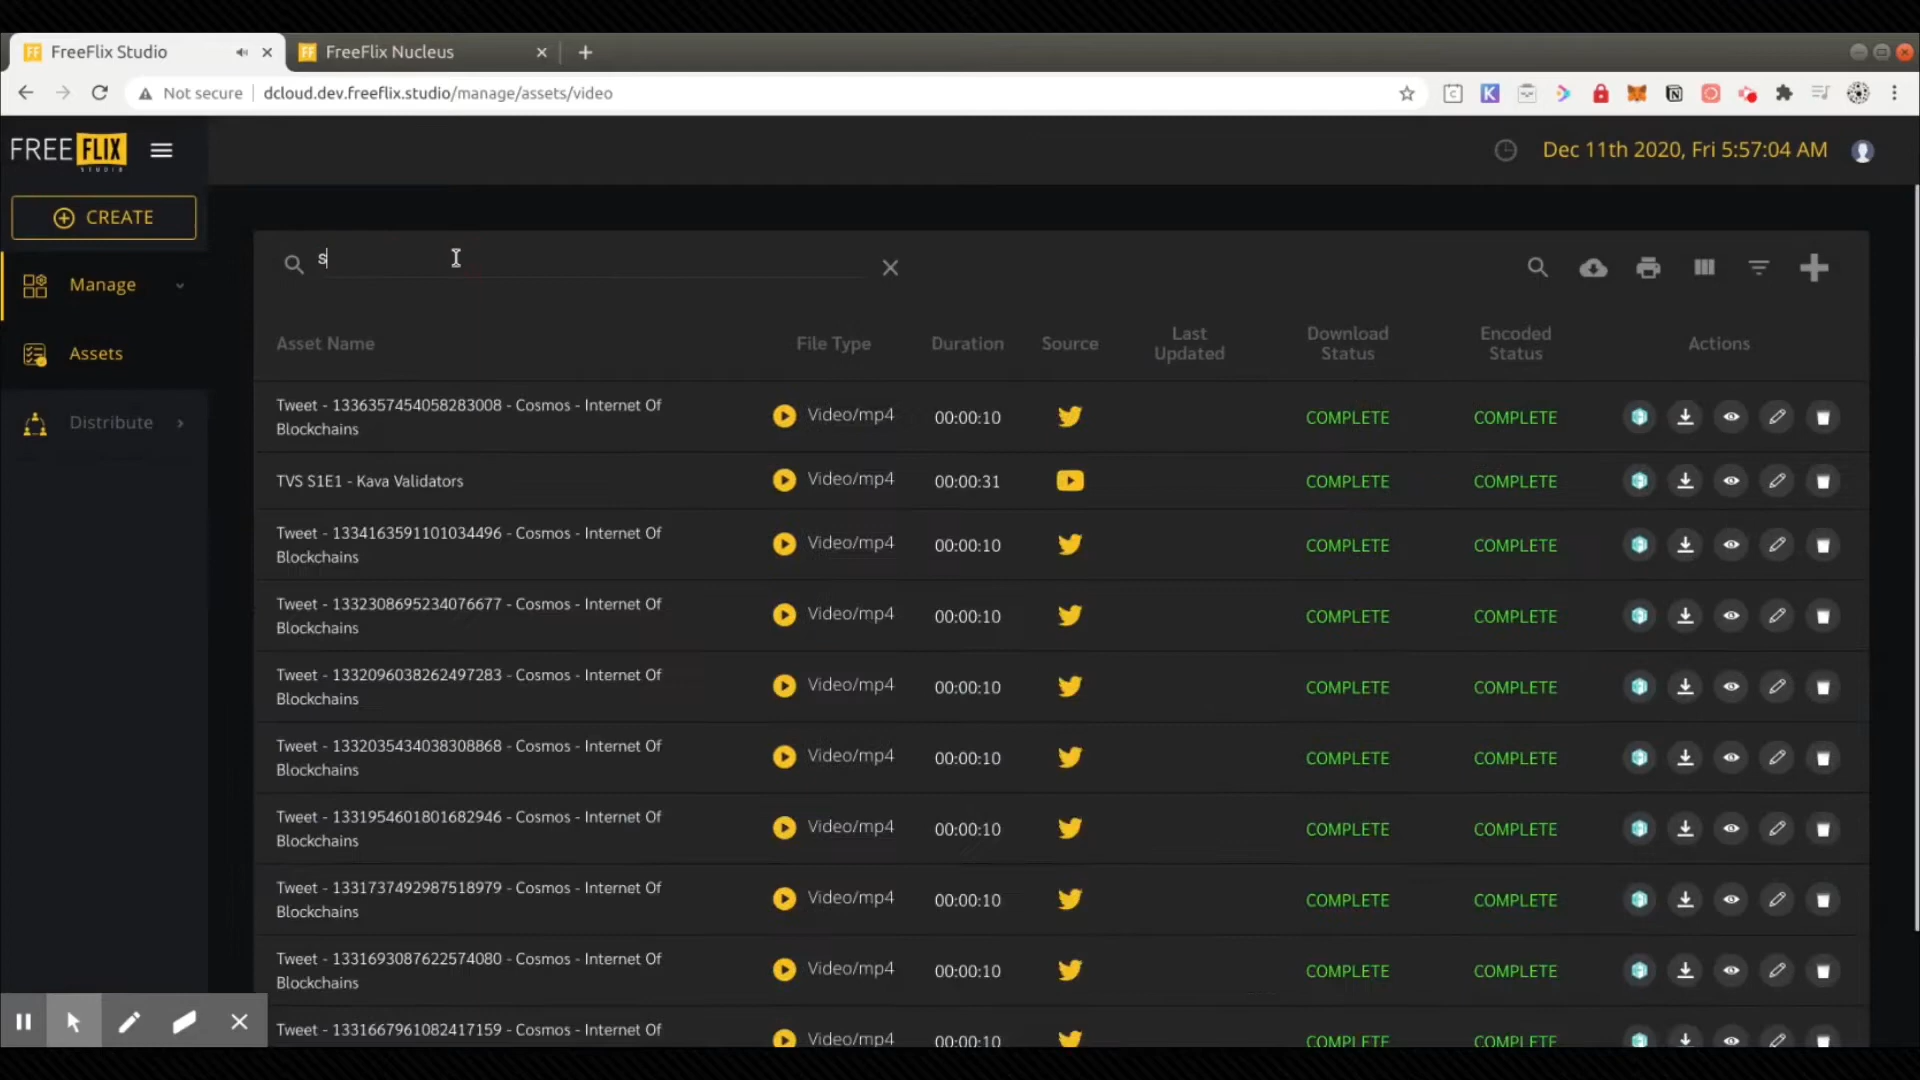 FreeFlix Studio
FreeFlix Nucleus
Not secure
dcloud.dev.freeflix.studio/manage/assets/video
FREE FLIX
STUDIO
Dec 11th 2020, Fri 5:57:04 AM
CREATE
Manage
Assets
Distribute
s
Asset Name File Type Duration Source Last Updated Download Status Encoded Status Actions
Tweet - 1336357454058283008 - Cosmos - Internet Of
Blockchains
Video/mp4 00:00:10 COMPLETE COMPLETE
TVS S1E1 - Kava Validators Video/mp4 00:00:31 COMPLETE COMPLETE
Tweet - 1334163591101034496 - Cosmos - Internet Of
Blockchains
Video/mp4 00:00:10 COMPLETE COMPLETE
Tweet - 1332308695234076677 - Cosmos - Internet Of
Blockchains
Video/mp4 00:00:10 COMPLETE COMPLETE
Tweet - 1332096038262497283 - Cosmos - Internet Of
Blockchains
Video/mp4 00:00:10 COMPLETE COMPLETE
Tweet - 1332035434038308868 - Cosmos - Internet Of
Blockchains
Video/mp4 00:00:10 COMPLETE COMPLETE
Tweet - 1331954601801682946 - Cosmos - Internet Of
Blockchains
Video/mp4 00:00:10 COMPLETE COMPLETE
Tweet - 1331737492987518979 - Cosmos - Internet Of
Blockchains
Video/mp4 00:00:10 COMPLETE COMPLETE
Tweet - 1331693087622574080 - Cosmos - Internet Of
Blockchains
Video/mp4 00:00:10 COMPLETE COMPLETE
Tweet - 1331667961082417159 - Cosmos - Internet Of
Video/mp4 00:00:10 COMPLETE COMPLETE